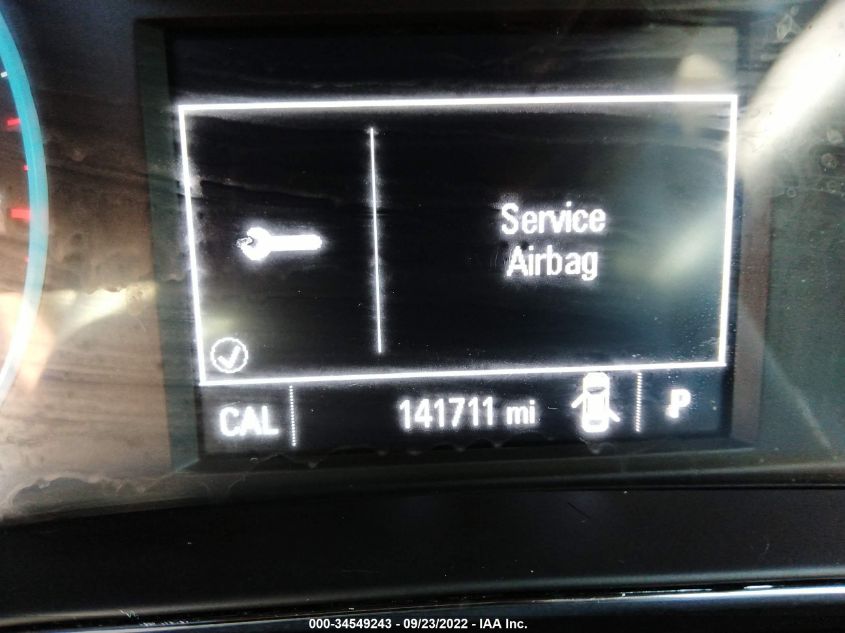 Service
Airbag
CAL 141711 mi P
000-34549243 - 09/23/2022 - IAA Inc.